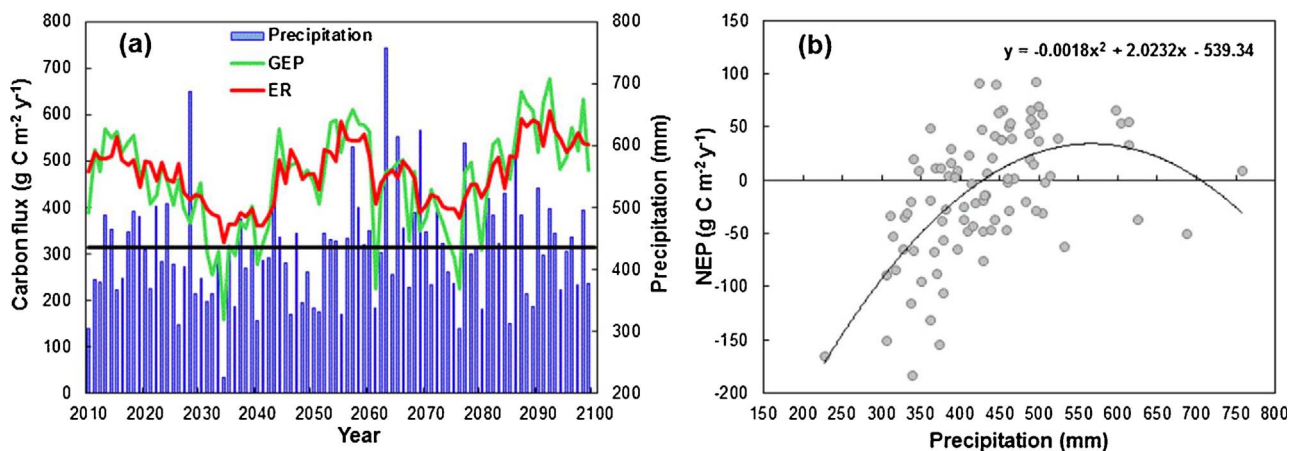 (a)
Precipitation
GEP
ER
Carbon flux (g C m⁻² y⁻¹)
800
700
600
500
400
300
200
100
0
800
700
600
500
400
300
200
Precipitation (mm)
2010 2020 2030 2040 2050 2060 2070 2080 2090 2100
Year
(b)
y = -0.0018x² + 2.0232x - 539.34
NEP (g C m⁻² y⁻¹)
150
100
50
0
-50
-100
-150
-200
150 200 250 300 350 400 450 500 550 600 650 700 750 800
Precipitation (mm)